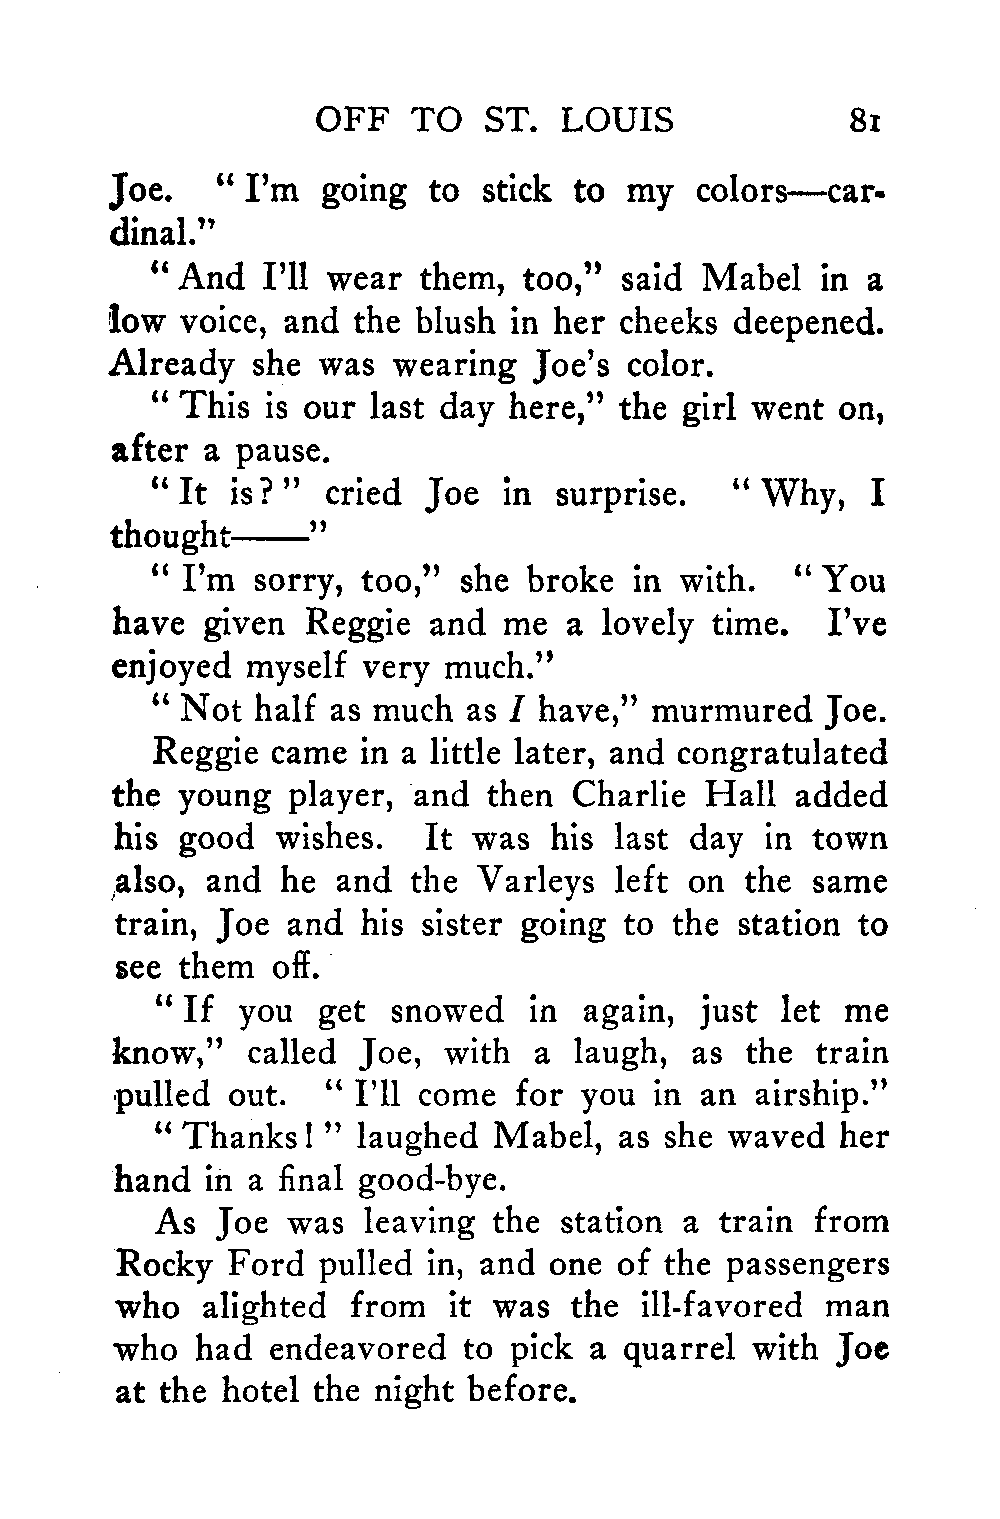 OFF TO ST. LOUIS 81
Joe. “ I’m going to stick to my colors—car-
dinal.”
“ And I’ll wear them, too,” said Mabel in a
low voice, and the blush in her cheeks deepened.
Already she was wearing Joe’s color.
“ This is our last day here,” the girl went on,
after a pause.
“ It is? ” cried Joe in surprise. “ Why, I
thought——”
“ I’m sorry, too,” she broke in with. “ You
have given Reggie and me a lovely time. I’ve
enjoyed myself very much.”
“ Not half as much as I have,” murmured Joe.
Reggie came in a little later, and congratulated
the young player, and then Charlie Hall added
his good wishes. It was his last day in town
also, and he and the Varleys left on the same
train, Joe and his sister going to the station to
see them off.
“ If you get snowed in again, just let me
know,” called Joe, with a laugh, as the train
pulled out. “ I’ll come for you in an airship.”
“ Thanks! ” laughed Mabel, as she waved her
hand in a final good-bye.
As Joe was leaving the station a train from
Rocky Ford pulled in, and one of the passengers
who alighted from it was the ill-favored man
who had endeavored to pick a quarrel with Joe
at the hotel the night before.